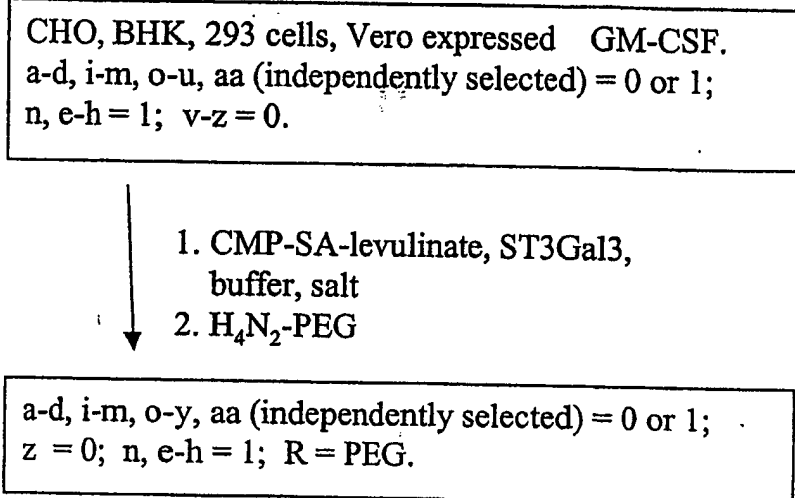 CHO, BHK, 293 cells, Vero expressed GM-CSF.
a-d, i-m, o-u, aa (independently selected) = 0 or 1;
n, e-h = 1; v-z = 0.
1. CMP-SA-levulinate, ST3Gal3,
buffer, salt
2. H₄N₂-PEG
a-d, i-m, o-y, aa (independently selected) = 0 or 1;
z = 0; n, e-h = 1; R = PEG.